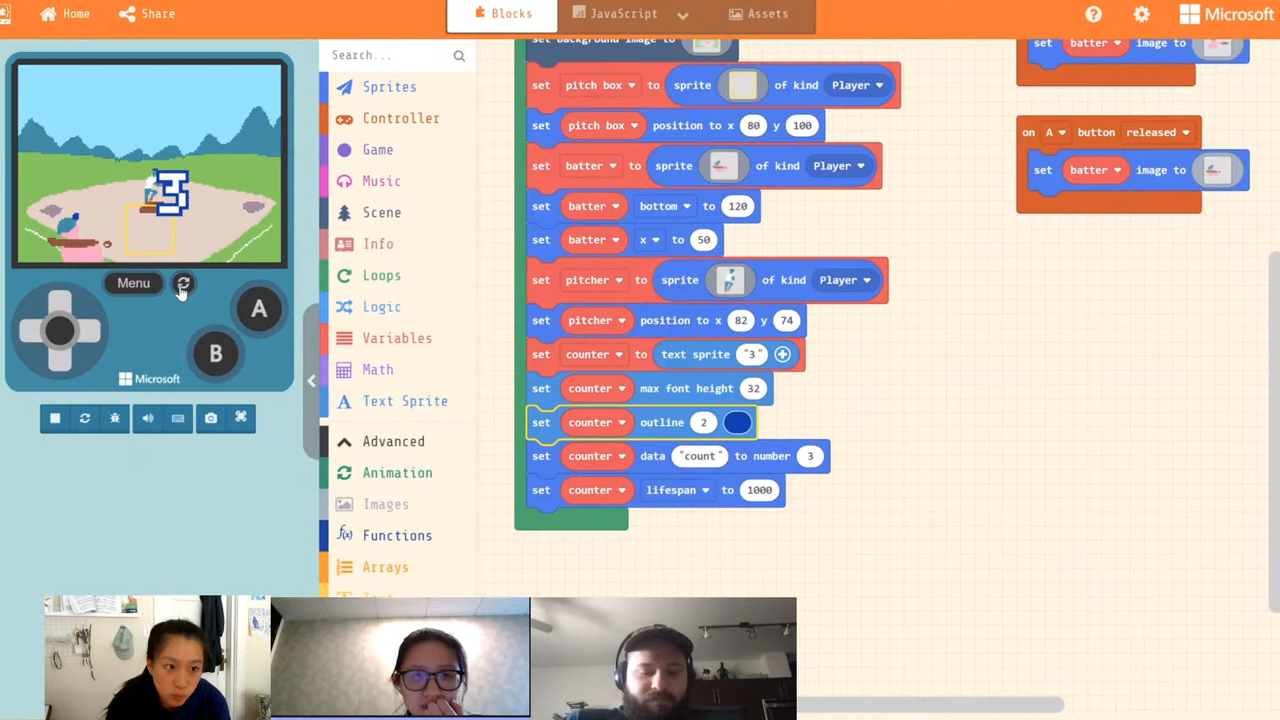 Home Share Blocks JavaScript Assets Microsoft
Search...
Sprites
Controller
Game
Music
Scene
Info
Loops
Logic
Variables
Math
Text Sprite
Advanced
Animation
Images
Functions
Arrays
3
Menu
A
B
Microsoft
set background image to
set pitch box to sprite of kind Player
set pitch box position to x 80 y 100
set batter to sprite of kind Player
set batter bottom to 120
set batter x to 50
set pitcher to sprite of kind Player
set pitcher position to x 82 y 74
set counter to text sprite "3"
set counter max font height 32
set counter outline 2
set counter data "count" to number 3
set counter lifespan to 1000
set batter image to
on A button released
set batter image to